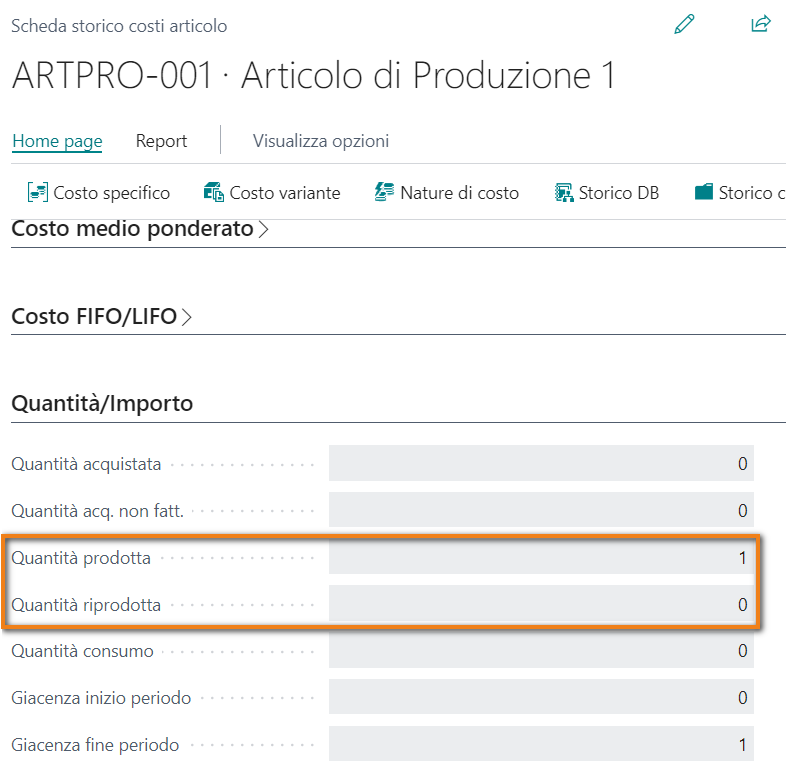 Scheda storico costi articolo
ARTPRO-001 · Articolo di Produzione 1
Home page Report Visualizza opzioni
Costo specifico Costo variante Nature di costo Storico DB Storico c
Costo medio ponderato
Costo FIFO/LIFO
Quantità/Importo
Quantità acquistata 0
Quantità acq. non fatt. 0
Quantità prodotta 1
Quantità riprodotta 0
Quantità consumo 0
Giacenza inizio periodo 0
Giacenza fine periodo 1